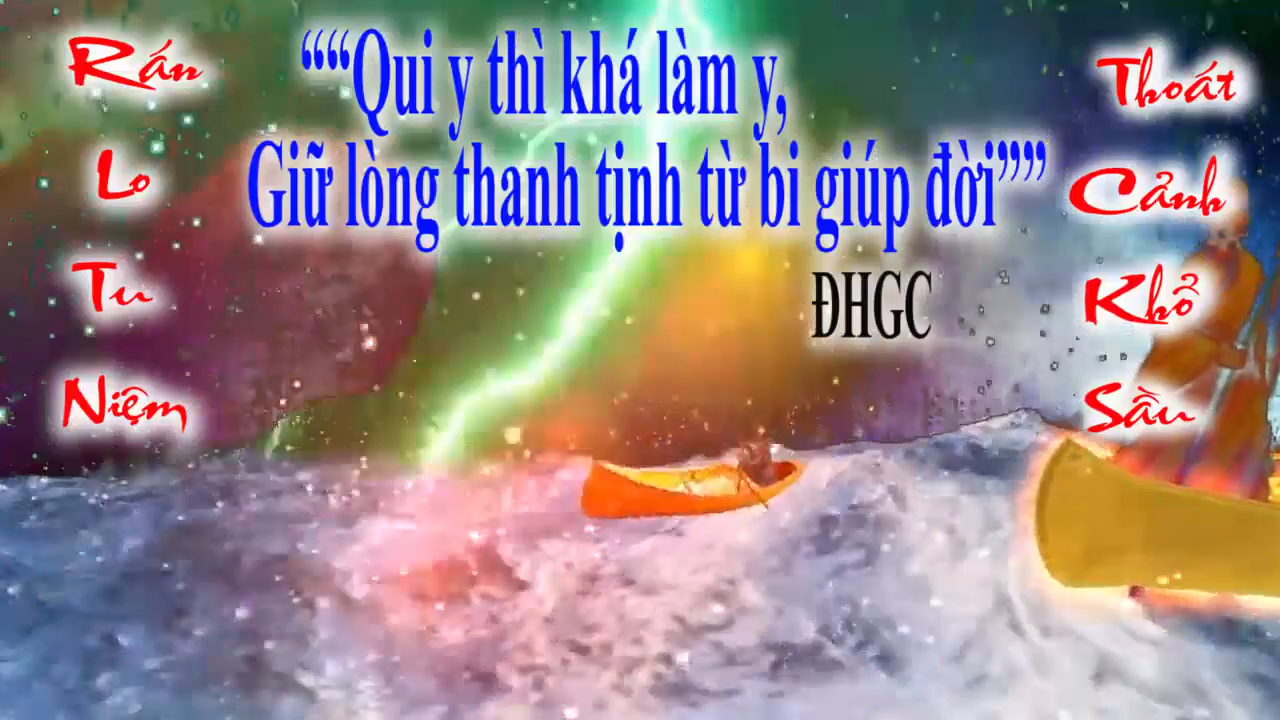 Rấn
Lo
Tu
Niệm
““Qui y thì khá làm y,
Giữ lòng thanh tịnh từ bi giúp đời””
ĐHGC
Thoát
Cảnh
Khổ
Sầu